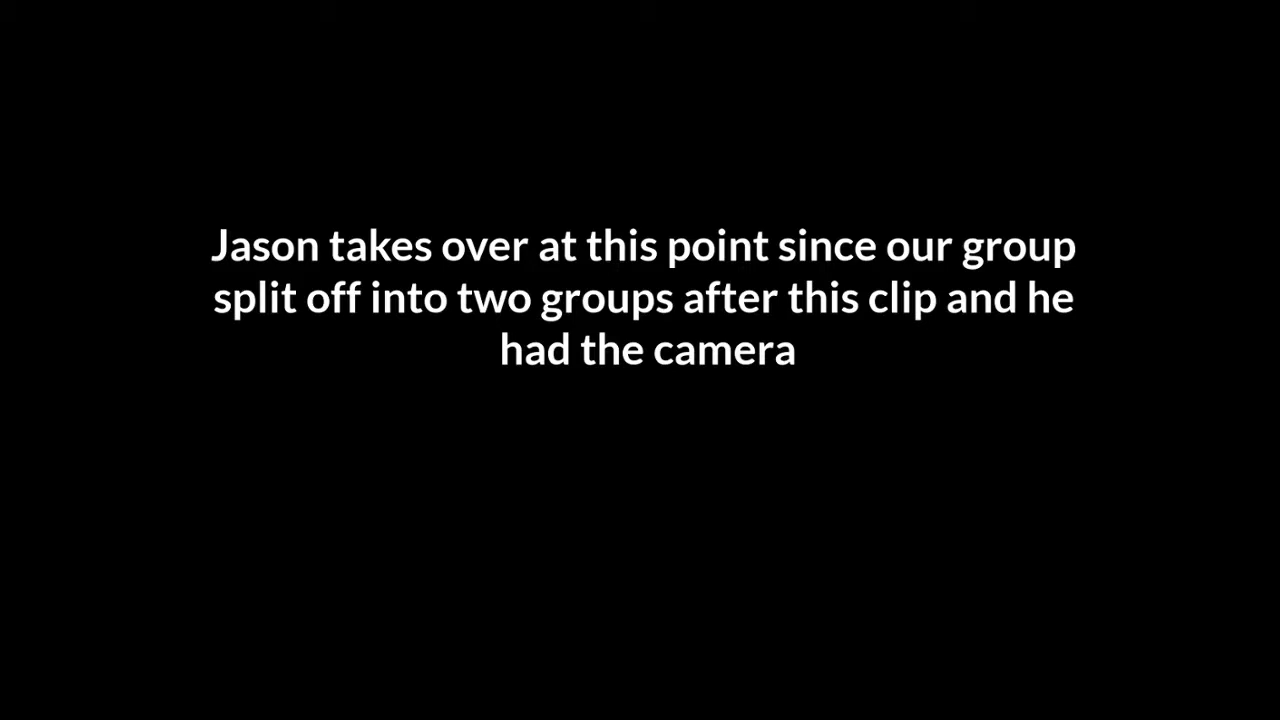 Jason takes over at this point since our group
split off into two groups after this clip and he
had the camera